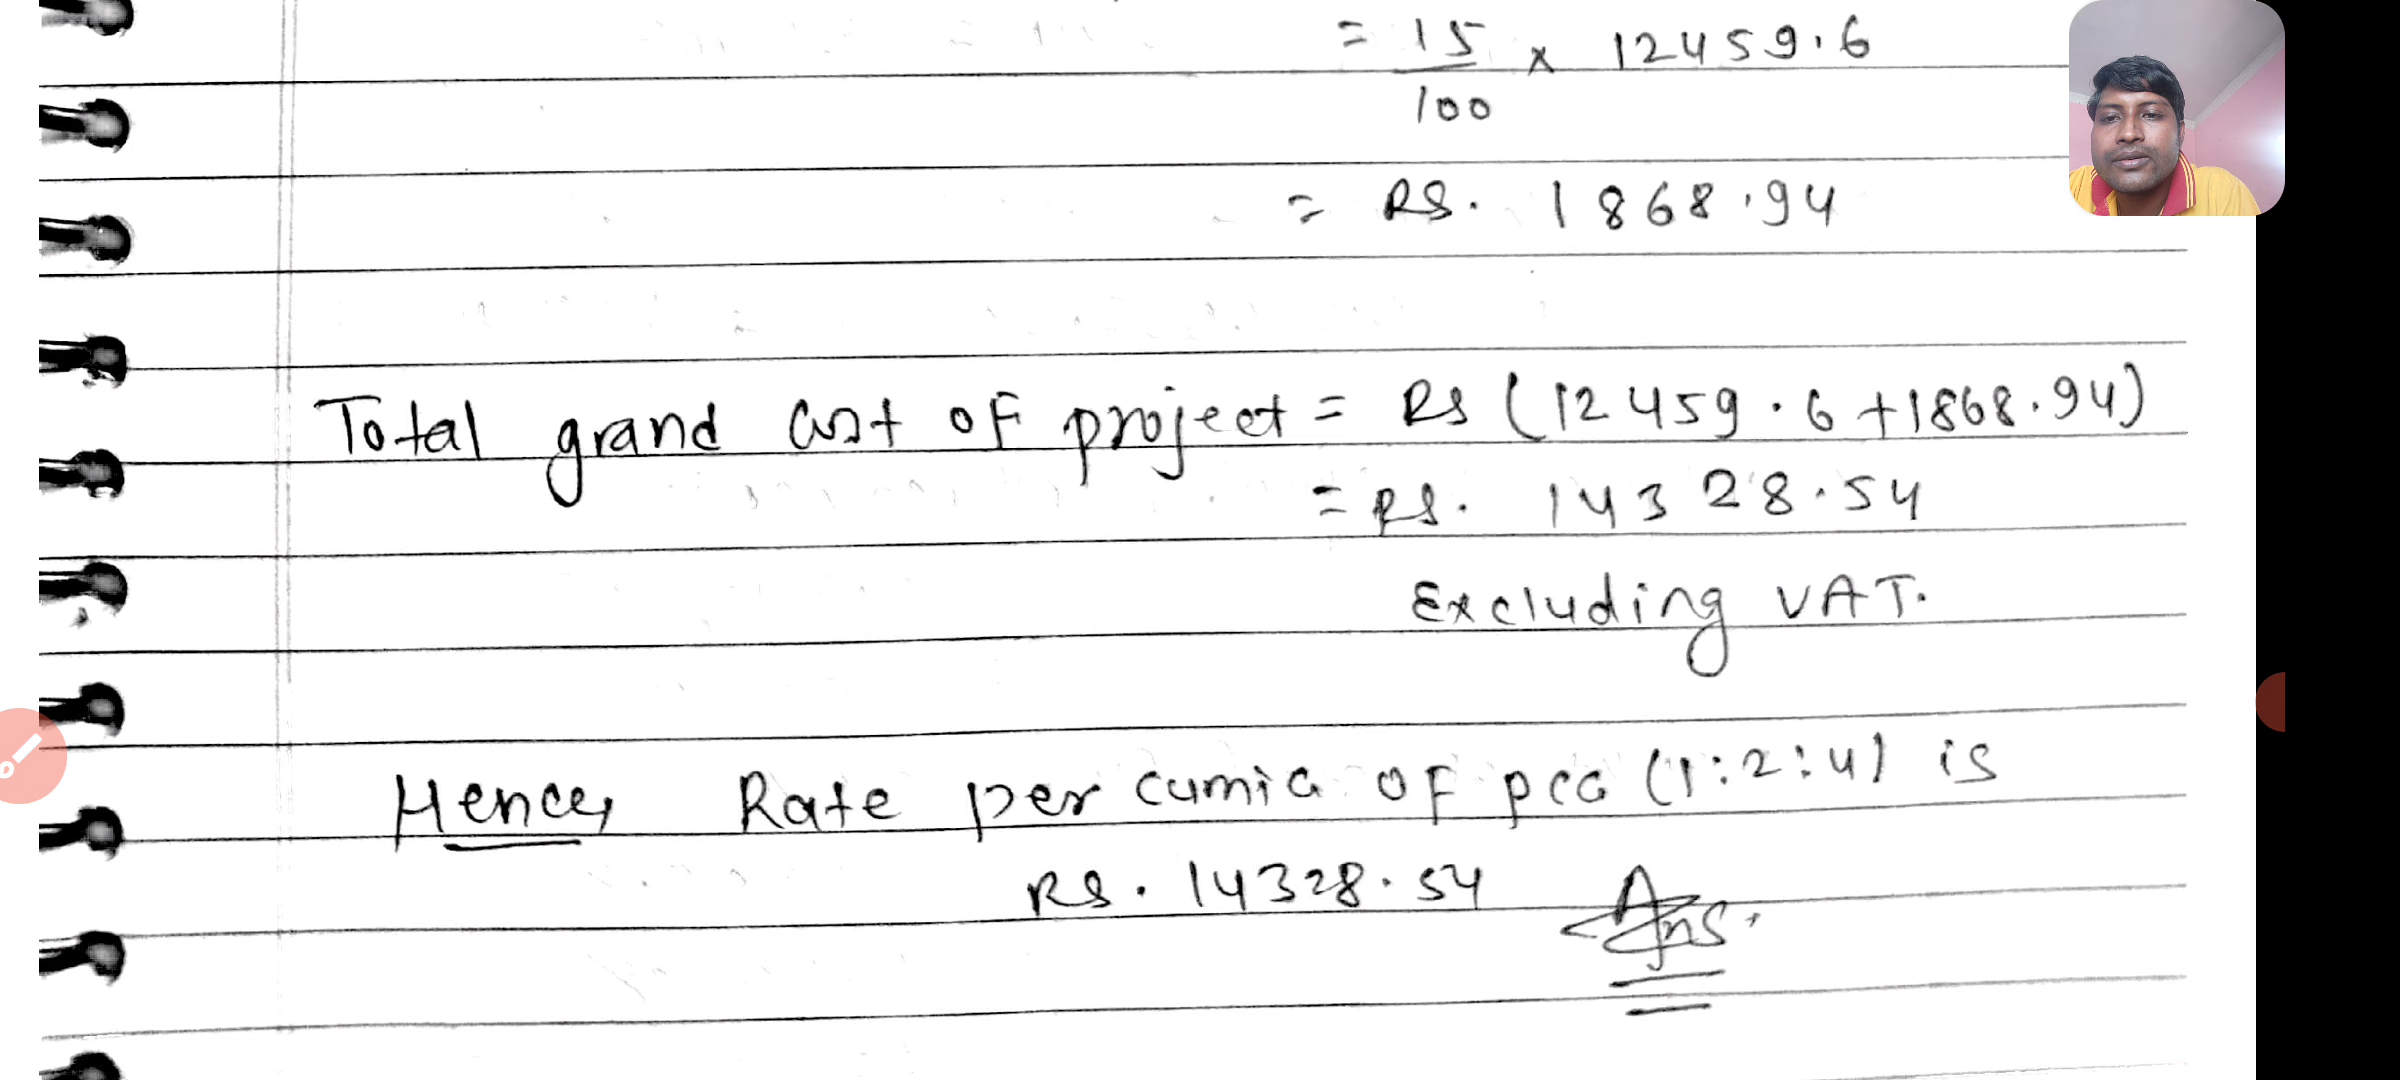 = 15/100 × 12459.6
= RS. 1868.94
Total grand cost of project = RS (12459.6+1868.94)
= RS. 14328.54
Excluding VAT.
Hence, Rate per cumic of pcc (1:2:4) is
RS. 14328.54 Ans.